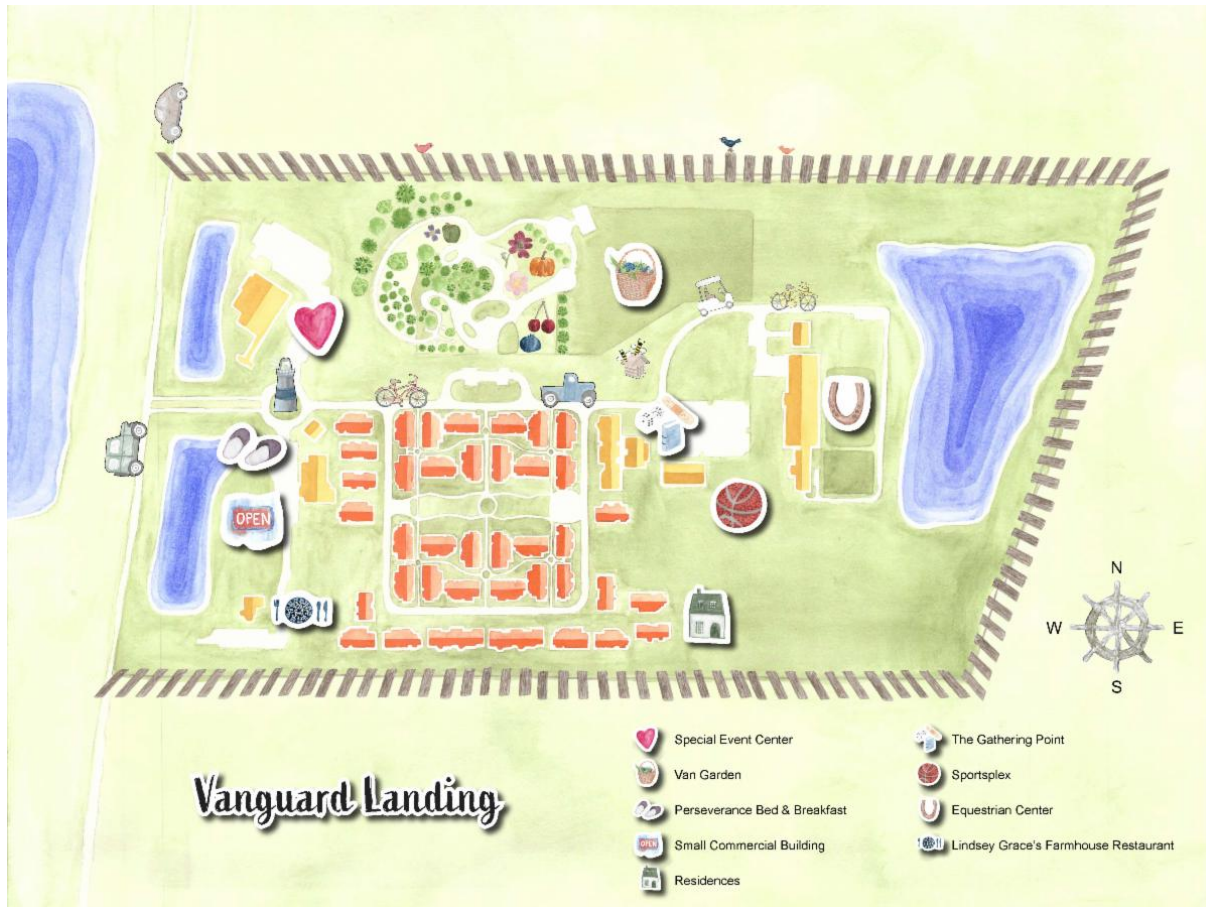 OPEN
N
W E
S
Vanguard Landing
Special Event Center
Van Garden
Perseverance Bed & Breakfast
Small Commercial Building
OPEN
Residences
The Gathering Point
Sportsplex
Equestrian Center
Lindsey Grace's Farmhouse Restaurant